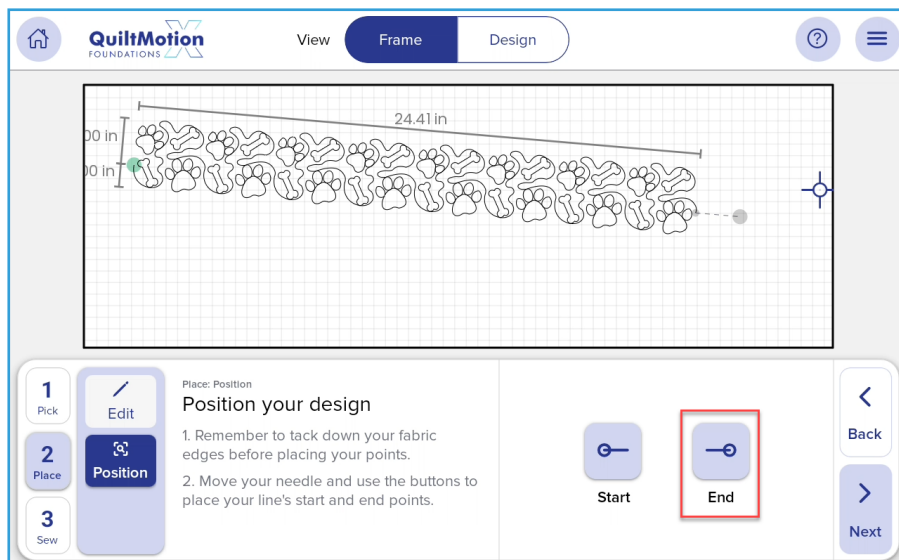 QuiltMotion
FOUNDATIONS X
View
Frame
Design
?
24.41 in
00 in
00 in
1
Pick
2
Place
3
Sew
Edit
Position
Place: Position
Position your design
1. Remember to tack down your fabric
edges before placing your points.
2. Move your needle and use the buttons to
place your line's start and end points.
Start
End
Back
Next